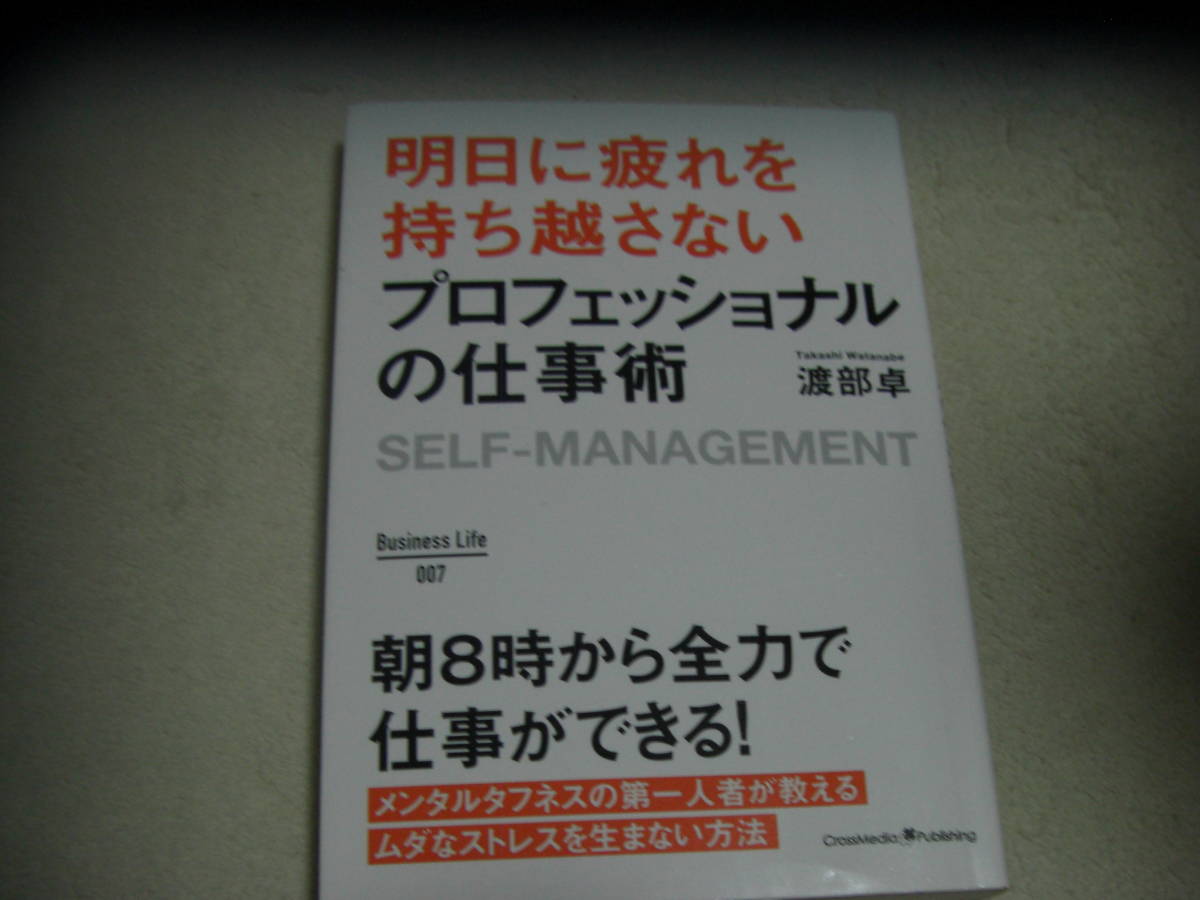 明日に疲れを
持ち越さない
プロフェッショナル
の仕事術
Takashi Watanabe
渡部卓
SELF-MANAGEMENT
Business Life
007
朝8時から全力で
仕事ができる!
メンタルタフネスの第一人者が教える
ムダなストレスを生まない方法
CrossMedia Publishing